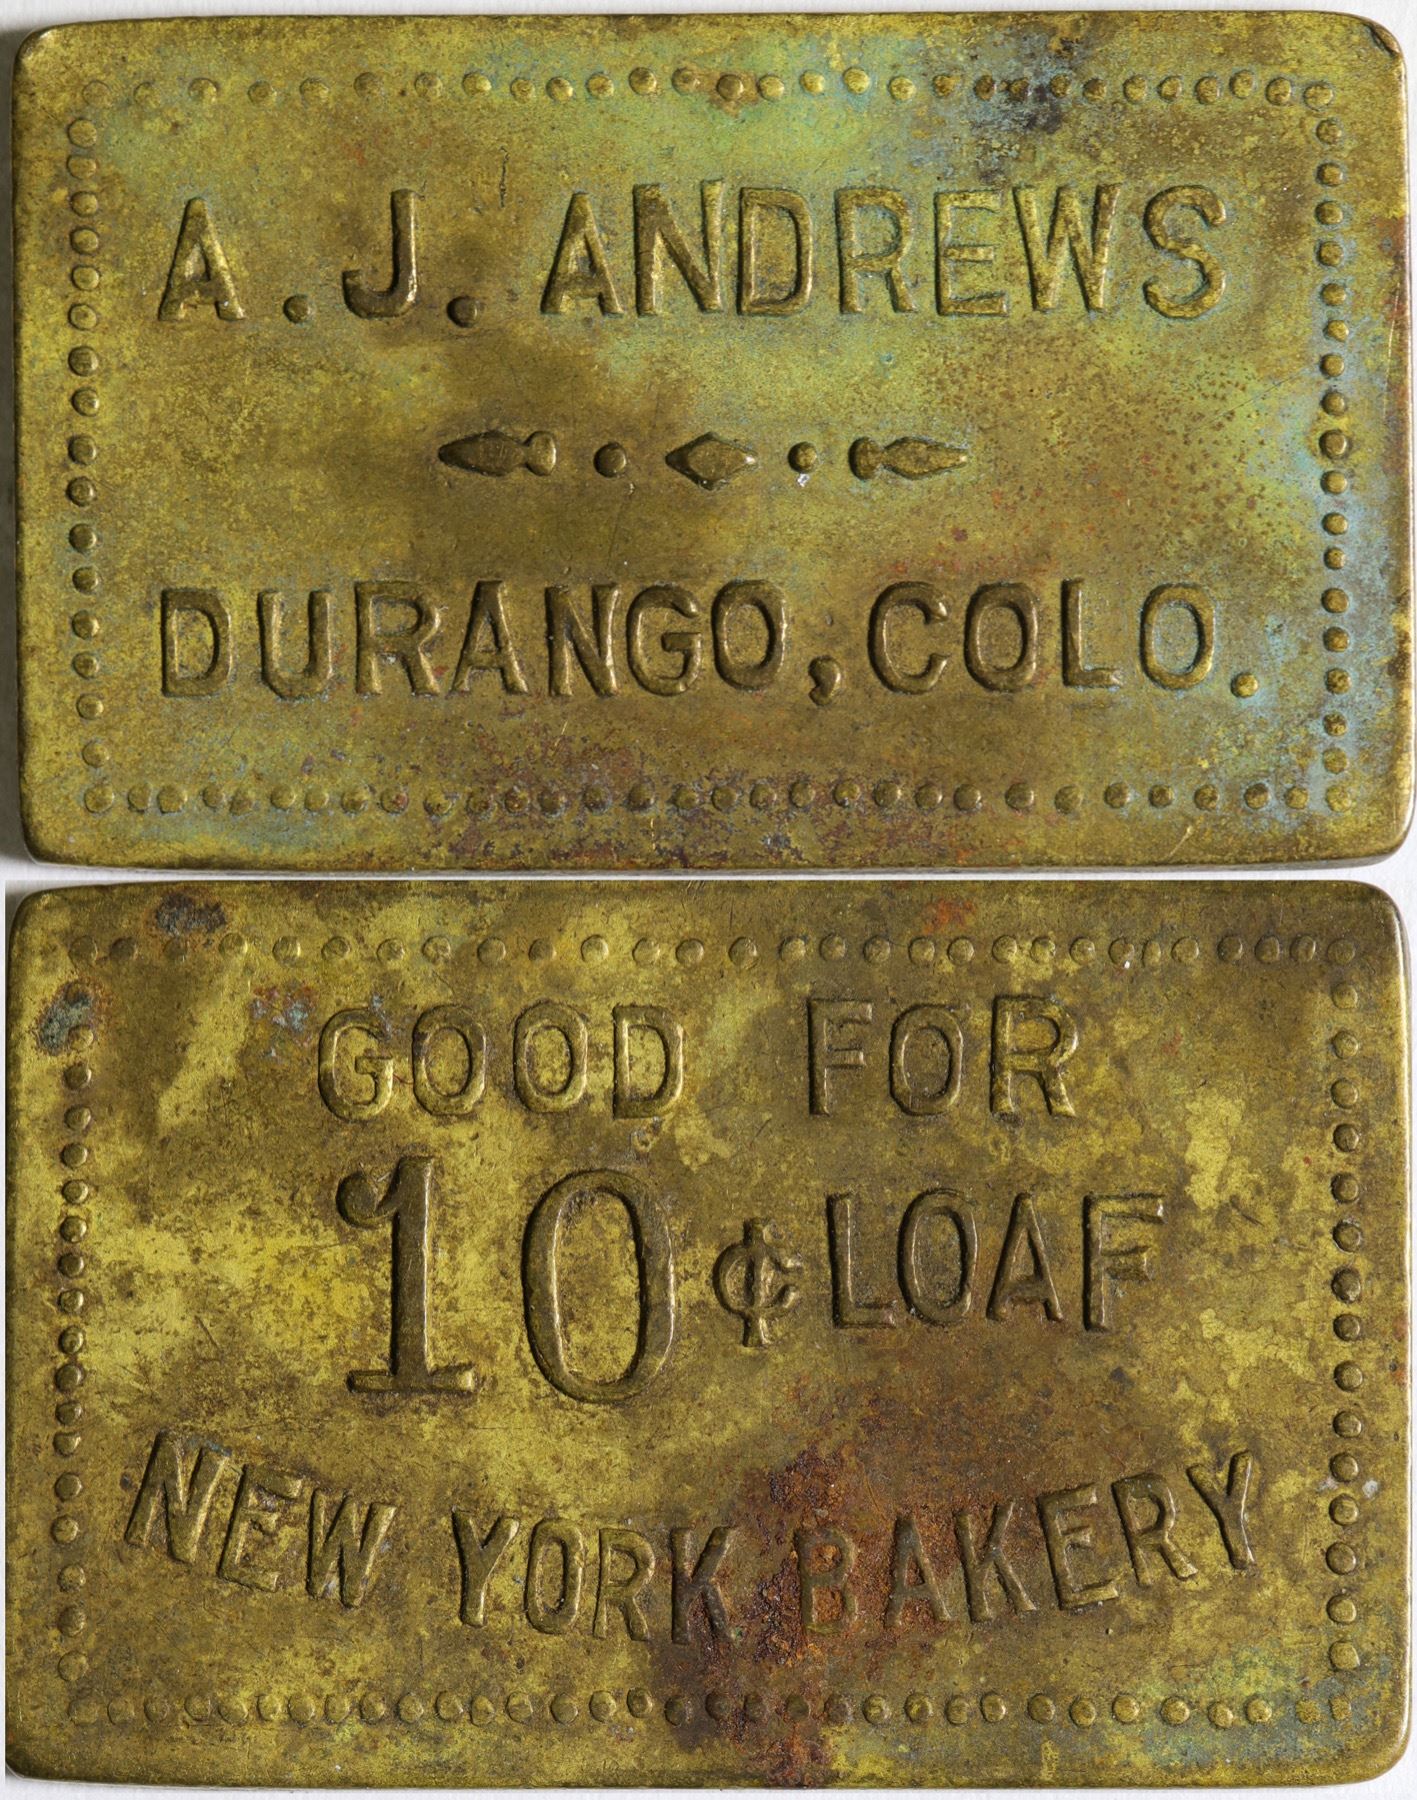 A. J. ANDREWS
DURANGO, COLO.
GOOD FOR
10 ¢ LOAF
NEW YORK BAKERY